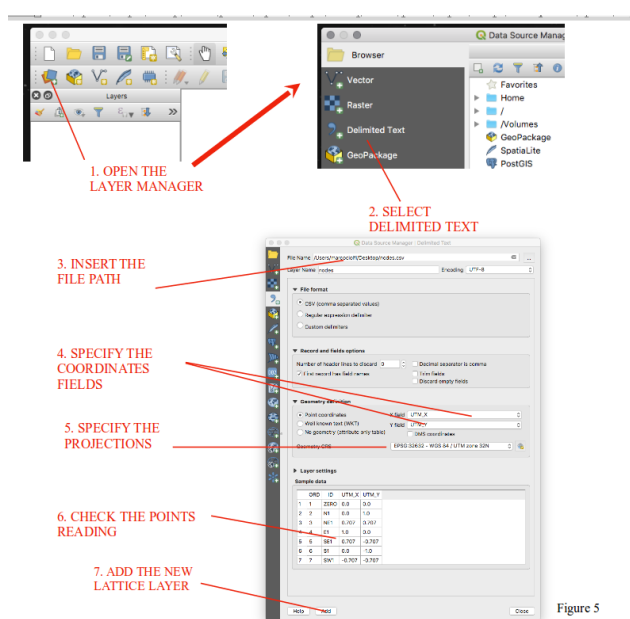 Layers
1. OPEN THE
LAYER MANAGER
Data Source Manag
Browser
Vector
Raster
Delimited Text
GeoPackage
Favorites
Home
/
/Volumes
GeoPackage
SpatiaLite
PostGIS
2. SELECT
DELIMITED TEXT
Data Source Manager | Delimited Text
3. INSERT THE
FILE PATH
File Name
Layer Name nodes
Encoding UTF-8
File format
CSV (comma separated values)
Regular expression delimiter
Custom delimiters
4. SPECIFY THE
COORDINATES
FIELDS
Record and fields options
Number of header lines to discard 0
Decimal separator is comma
First record has field names
Trim fields
Discard empty fields
5. SPECIFY THE
PROJECTIONS
Geometry definition
Point coordinates
X field UTM_X
Well known text (WKT)
Y field UTM_Y
No geometry (attribute only table)
DMS coordinates
Geometry CRS
EPSG:32632 - WGS 84 / UTM zone 32N
Layer settings
Sample data
6. CHECK THE POINTS
READING
ORD ID UTM_X UTM_Y
1 1 ZERO 0.0 0.0
2 2 N1 0.0 1.0
3 3 NE1 0.707 0.707
4 4 E1 1.0 0.0
5 5 SE1 0.707 -0.707
6 6 S1 0.0 -1.0
7 7 SW1 -0.707 -0.707
7. ADD THE NEW
LATTICE LAYER
Help
Add
Close
Figure 5